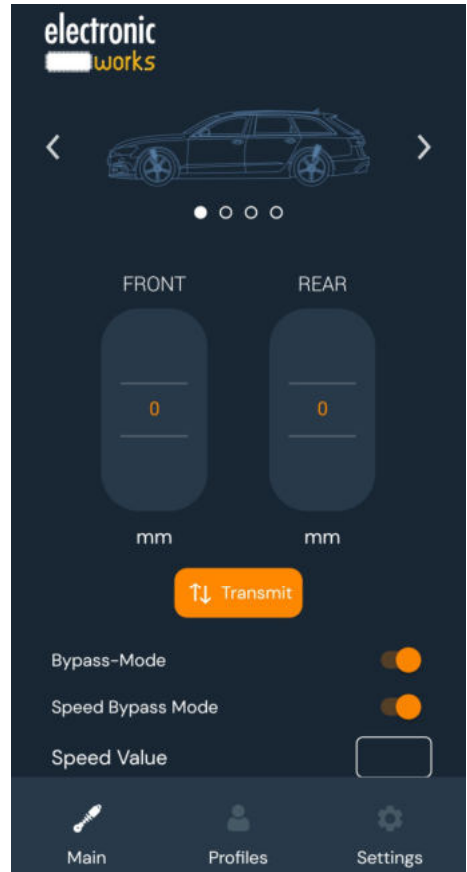 electronic
works
FRONT REAR
0 0
mm mm
Transmit
Bypass-Mode
Speed Bypass Mode
Speed Value
Main Profiles Settings